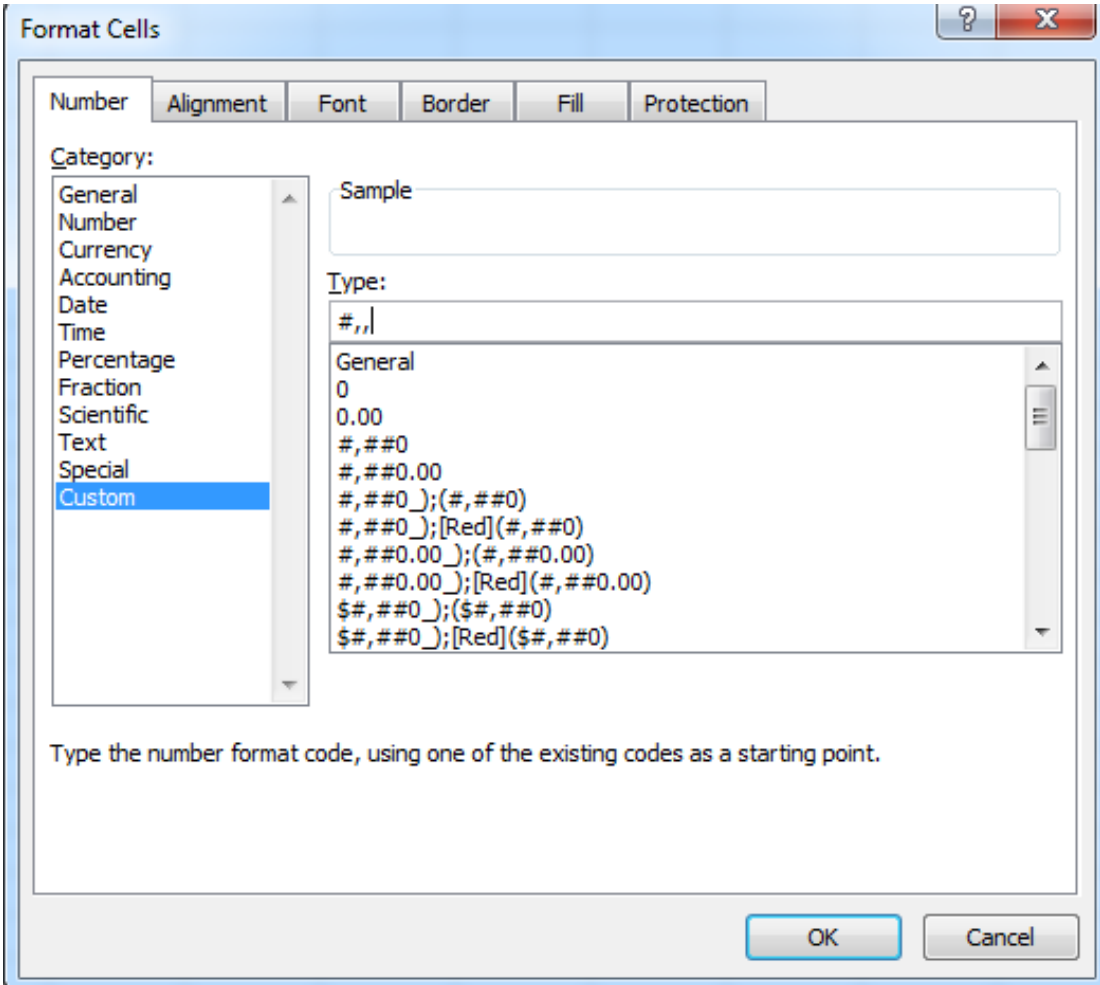 Format Cells
Number Alignment Font Border Fill Protection
Category:
General
Number
Currency
Accounting
Date
Time
Percentage
Fraction
Scientific
Text
Special
Custom
Sample
Type:
#,,
General
0
0.00
#,##0
#,##0.00
#,##0_);(#,##0)
#,##0_);[Red](#,##0)
#,##0.00_);(#,##0.00)
#,##0.00_);[Red](#,##0.00)
$#,##0_);($#,##0)
$#,##0_);[Red]($#,##0)
Type the number format code, using one of the existing codes as a starting point.
OK Cancel